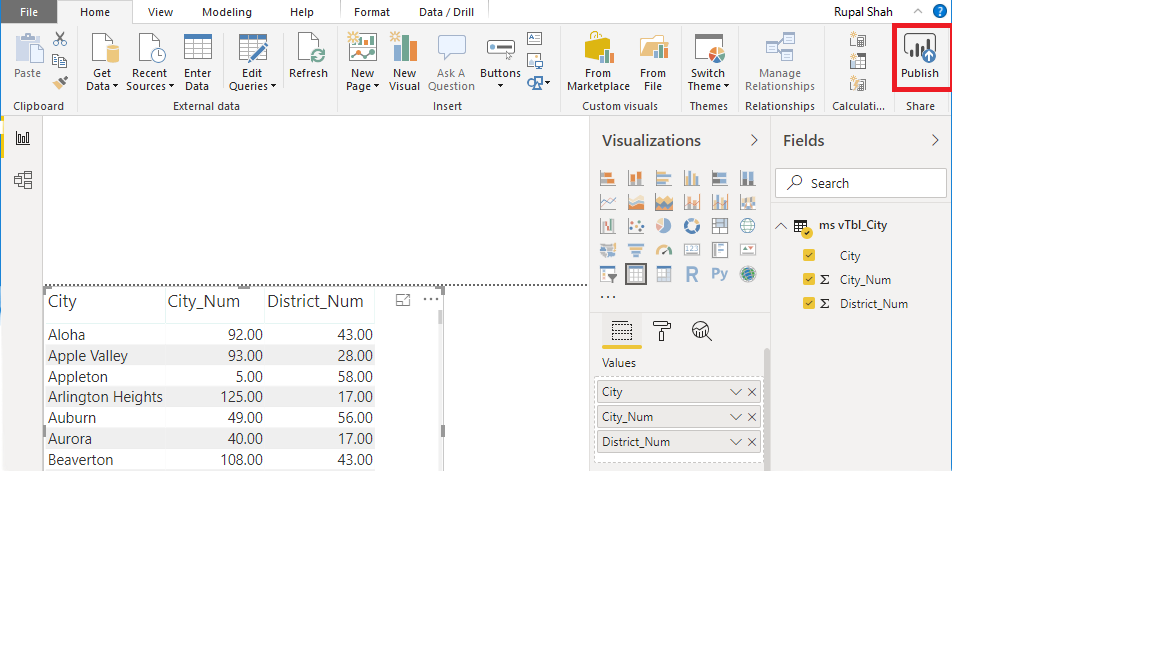 File Home View Modeling Help Format Data / Drill Rupal Shah ?
Paste Get Data Recent Sources Enter Data Edit Queries Refresh New Page New Visual Ask A Question Buttons From Marketplace From File Switch Theme Manage Relationships Publish
Clipboard External data Insert Custom visuals Themes Relationships Calculati... Share
Visualizations
Fields
Search
ms vTbl_City
City
Σ City_Num
Σ District_Num
123
R Py
...
Values
City
City_Num
District_Num
City City_Num District_Num ...
Aloha 92.00 43.00
Apple Valley 93.00 28.00
Appleton 5.00 58.00
Arlington Heights 125.00 17.00
Auburn 49.00 56.00
Aurora 40.00 17.00
Beaverton 108.00 43.00